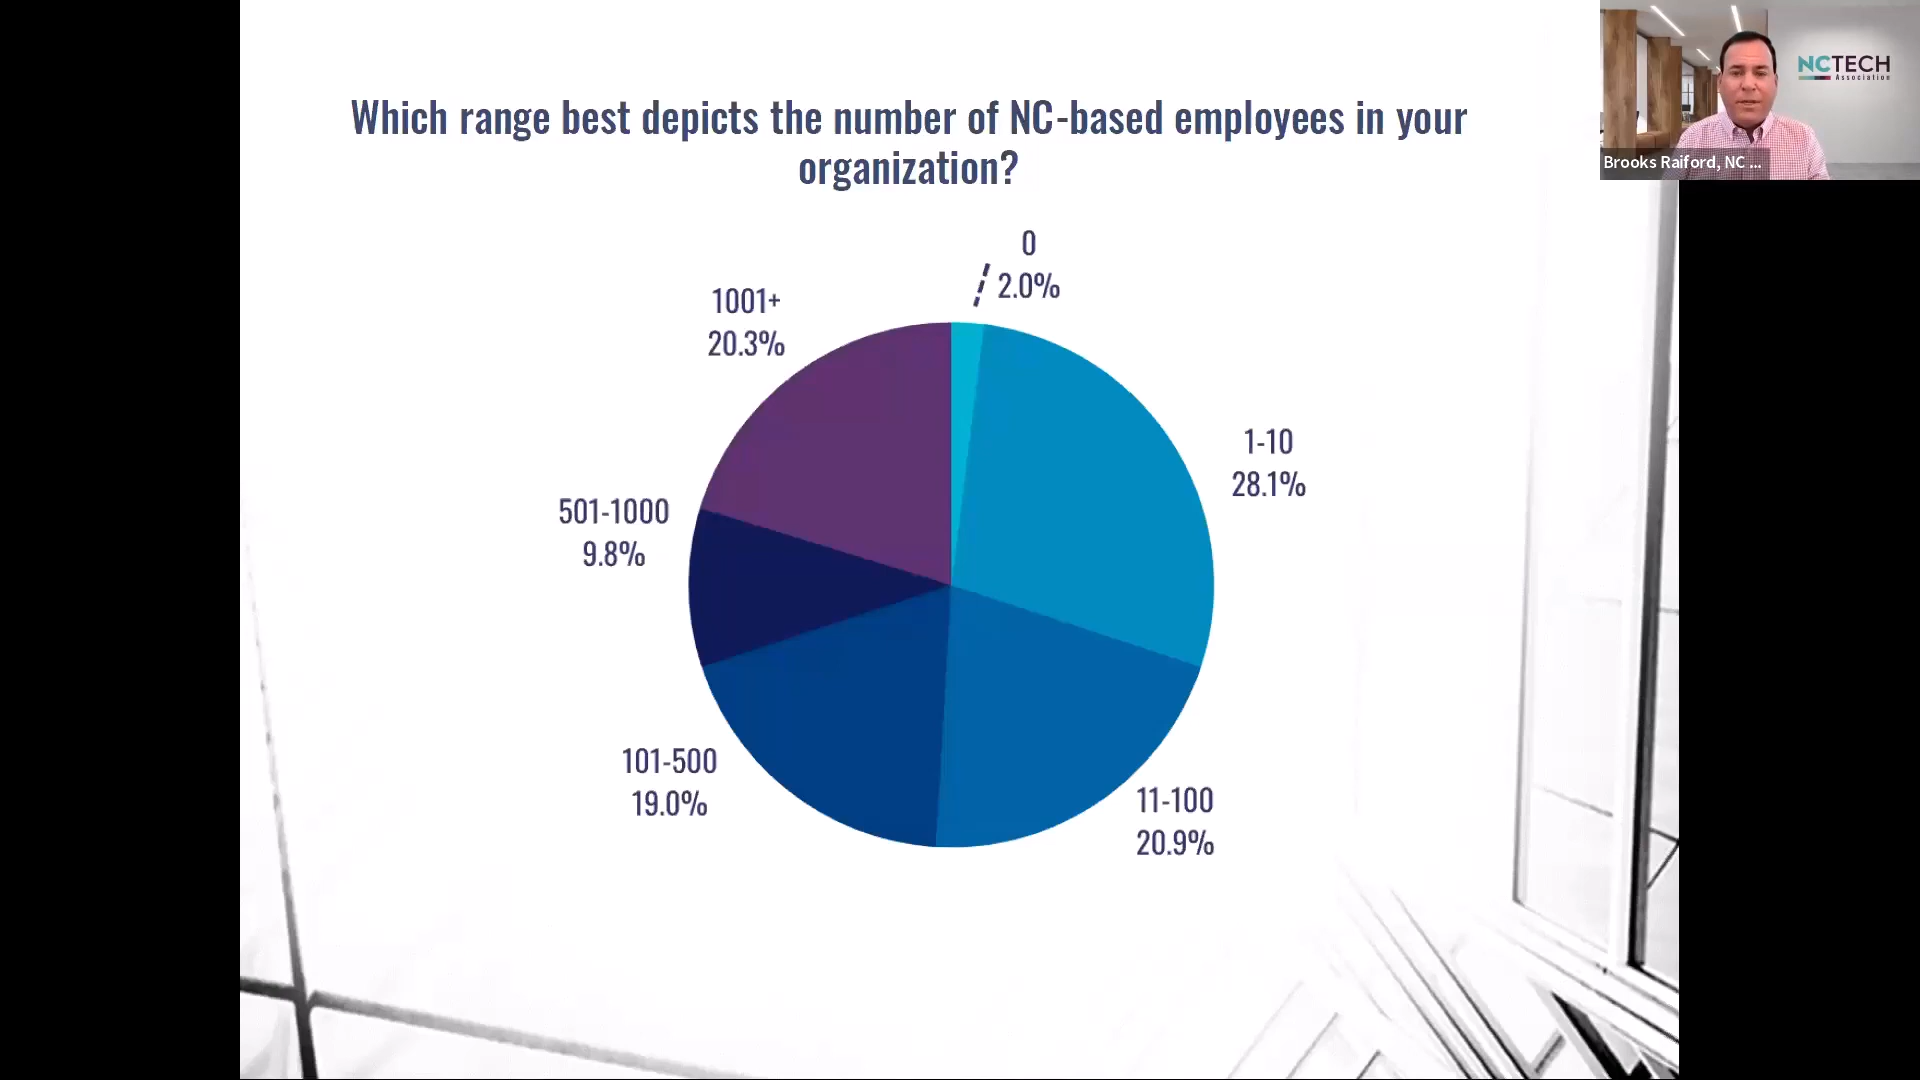 Which range best depicts the number of NC-based employees in your
organization?
0
2.0%
1-10
28.1%
11-100
20.9%
101-500
19.0%
501-1000
9.8%
1001+
20.3%
NCTECH
Association
Brooks Raiford, NC ...